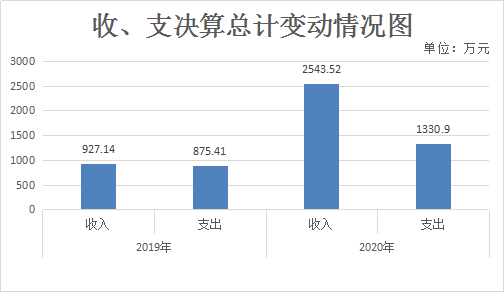 收、支决算总计变动情况图
单位：万元
3000
2500
2000
1500
1000
500
0
927.14
875.41
2543.52
1330.9
收入
支出
收入
支出
2019年
2020年